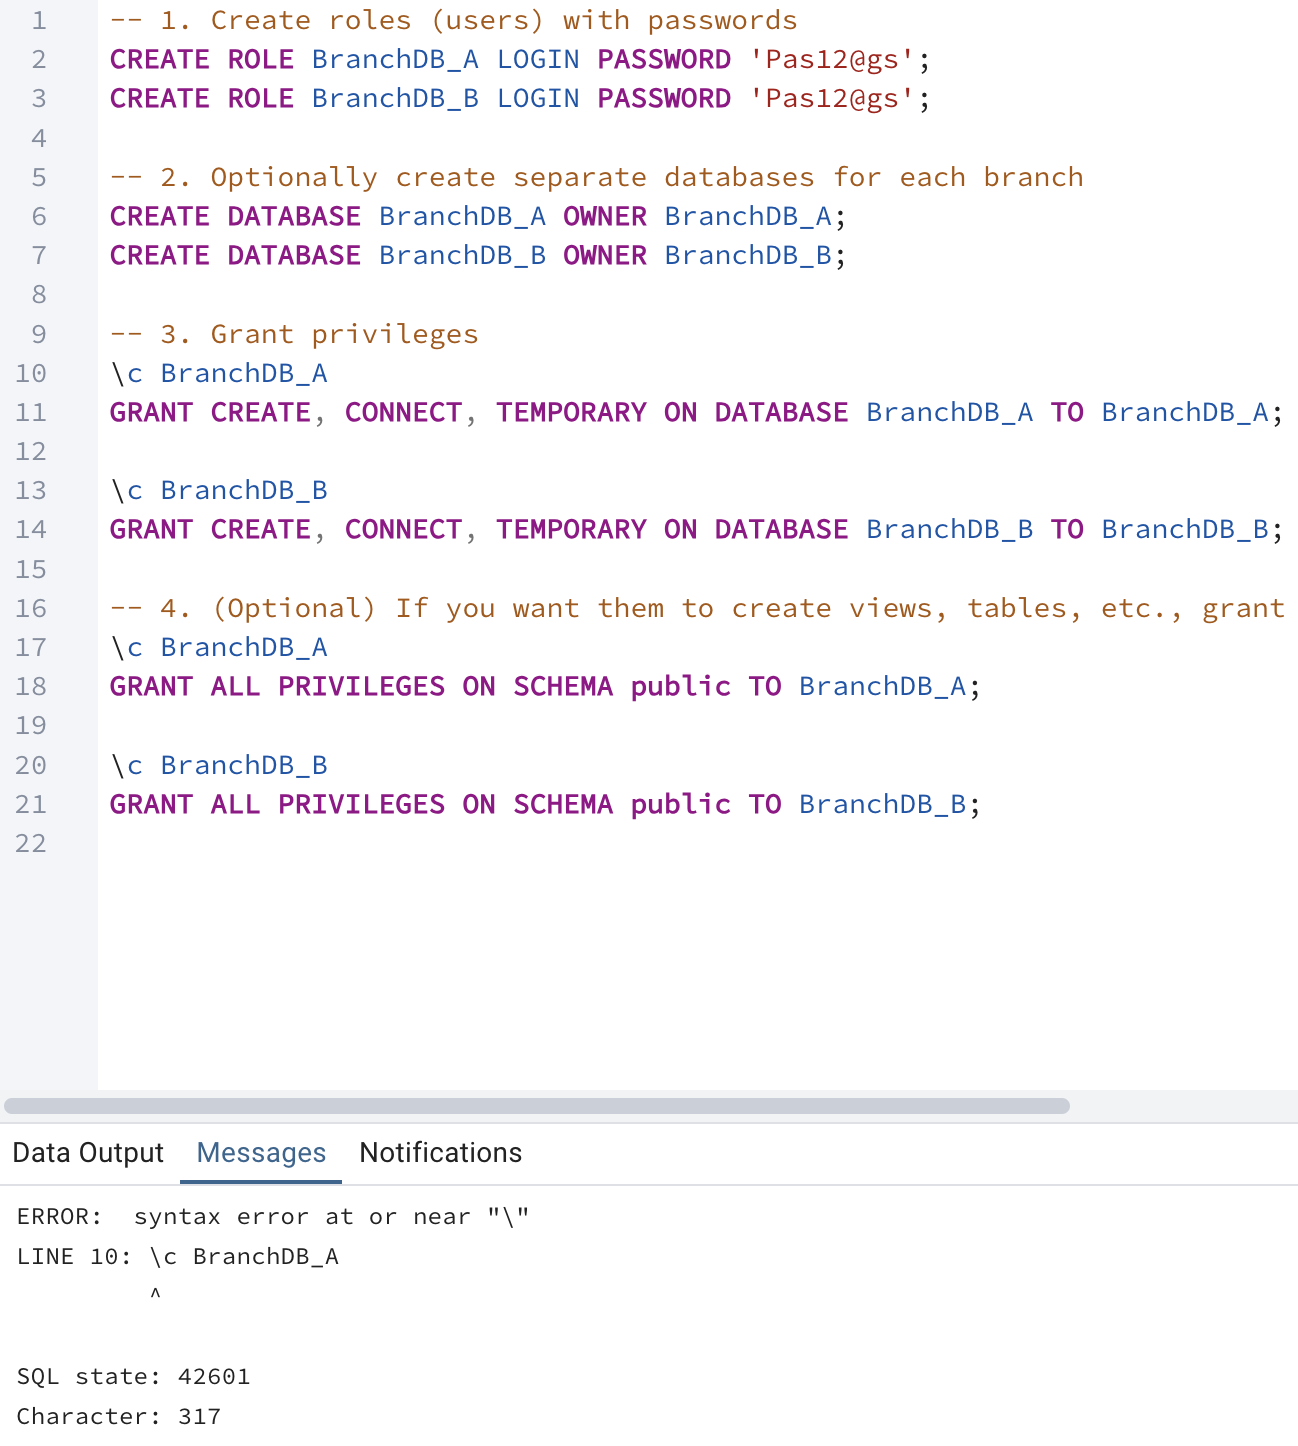 1 -- 1. Create roles (users) with passwords
2 CREATE ROLE BranchDB_A LOGIN PASSWORD 'Pas12@gs';
3 CREATE ROLE BranchDB_B LOGIN PASSWORD 'Pas12@gs';
4
5 -- 2. Optionally create separate databases for each branch
6 CREATE DATABASE BranchDB_A OWNER BranchDB_A;
7 CREATE DATABASE BranchDB_B OWNER BranchDB_B;
8
9 -- 3. Grant privileges
10 \c BranchDB_A
11 GRANT CREATE, CONNECT, TEMPORARY ON DATABASE BranchDB_A TO BranchDB_A;
12
13 \c BranchDB_B
14 GRANT CREATE, CONNECT, TEMPORARY ON DATABASE BranchDB_B TO BranchDB_B;
15
16 -- 4. (Optional) If you want them to create views, tables, etc., grant
17 \c BranchDB_A
18 GRANT ALL PRIVILEGES ON SCHEMA public TO BranchDB_A;
19
20 \c BranchDB_B
21 GRANT ALL PRIVILEGES ON SCHEMA public TO BranchDB_B;
22
Data Output Messages Notifications
ERROR:  syntax error at or near "\"
LINE 10: \c BranchDB_A
^
SQL state: 42601
Character: 317